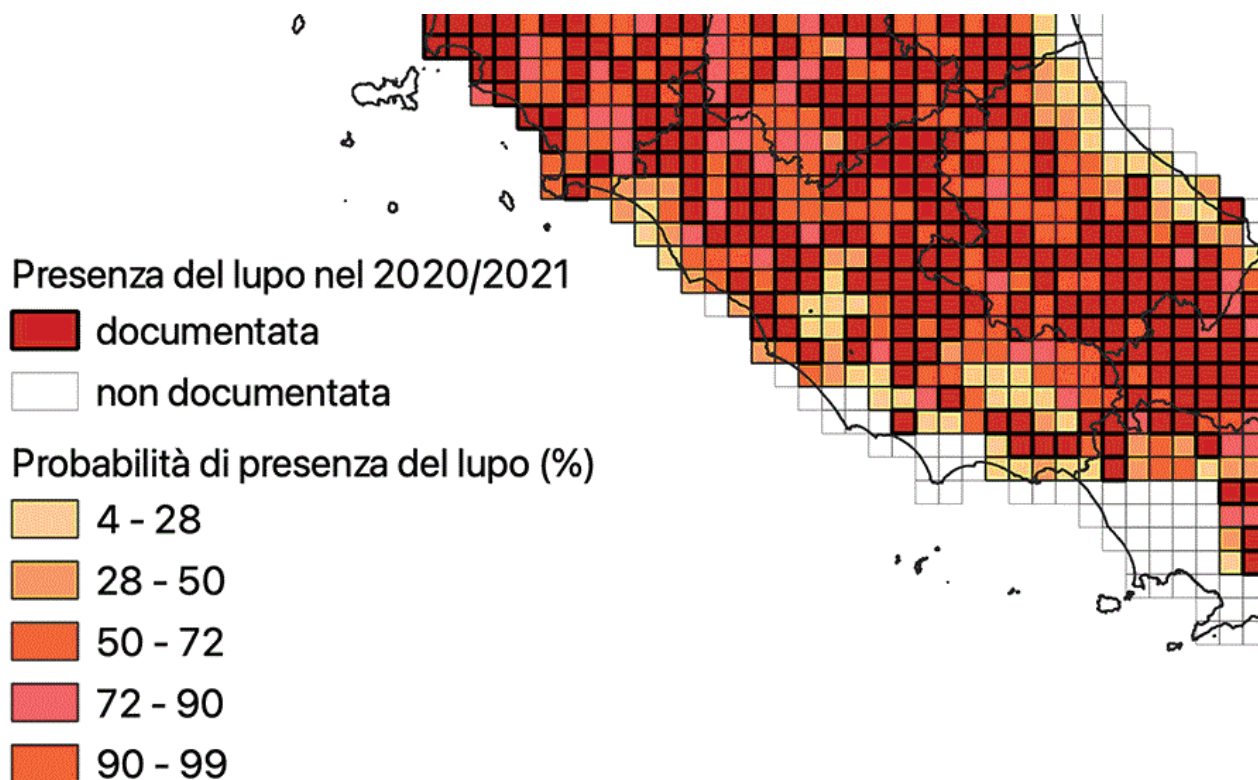 Presenza del lupo nel 2020/2021
documentata
non documentata
Probabilità di presenza del lupo (%)
4 - 28
28 - 50
50 - 72
72 - 90
90 - 99